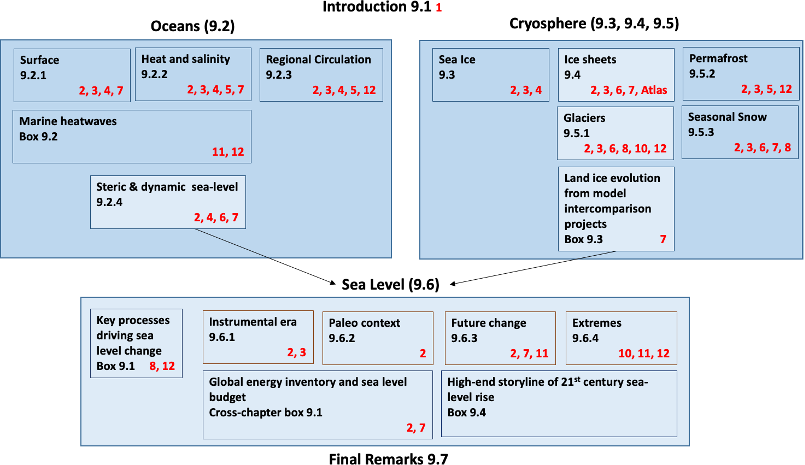 Introduction 9.1 1
Oceans (9.2)
Surface
9.2.1
2, 3, 4, 7
Heat and salinity
9.2.2
2, 3, 4, 5, 7
Regional Circulation
9.2.3
2, 3, 4, 5, 12
Marine heatwaves
Box 9.2
11, 12
Steric & dynamic sea-level
9.2.4
2, 4, 6, 7
Cryosphere (9.3, 9.4, 9.5)
Sea Ice
9.3
2, 3, 4
Ice sheets
9.4
2, 3, 6, 7, Atlas
Permafrost
9.5.2
2, 3, 5, 12
Glaciers
9.5.1
2, 3, 6, 8, 10, 12
Seasonal Snow
9.5.3
2, 3, 6, 7, 8
Land ice evolution
from model
intercomparison
projects
Box 9.3 7
Sea Level (9.6)
Key processes
driving sea
level change
Box 9.1 8, 12
Instrumental era
9.6.1
2, 3
Paleo context
9.6.2
2
Future change
9.6.3
2, 7, 11
Extremes
9.6.4
10, 11, 12
Global energy inventory and sea level
budget
Cross-chapter box 9.1
2, 7
High-end storyline of 21st century sea-
level rise
Box 9.4
Final Remarks 9.7